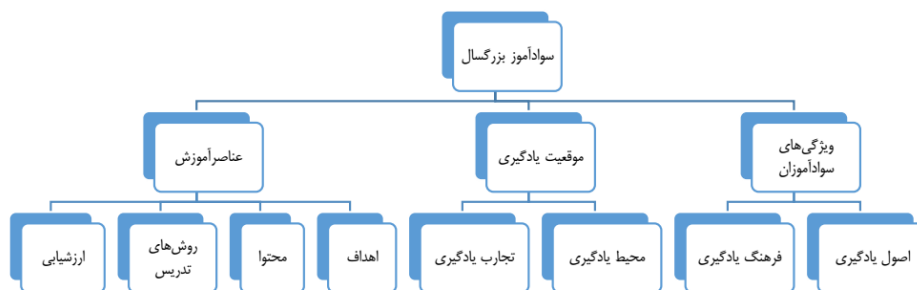 سوادآموز بزرگسال
ویژگی‌های
سوادآموزان
موقعیت یادگیری
عناصرآموزش
اصول یادگیری
فرهنگ یادگیری
محیط یادگیری
تجارب یادگیری
اهداف
محتوا
روش‌های
تدریس
ارزشیابی